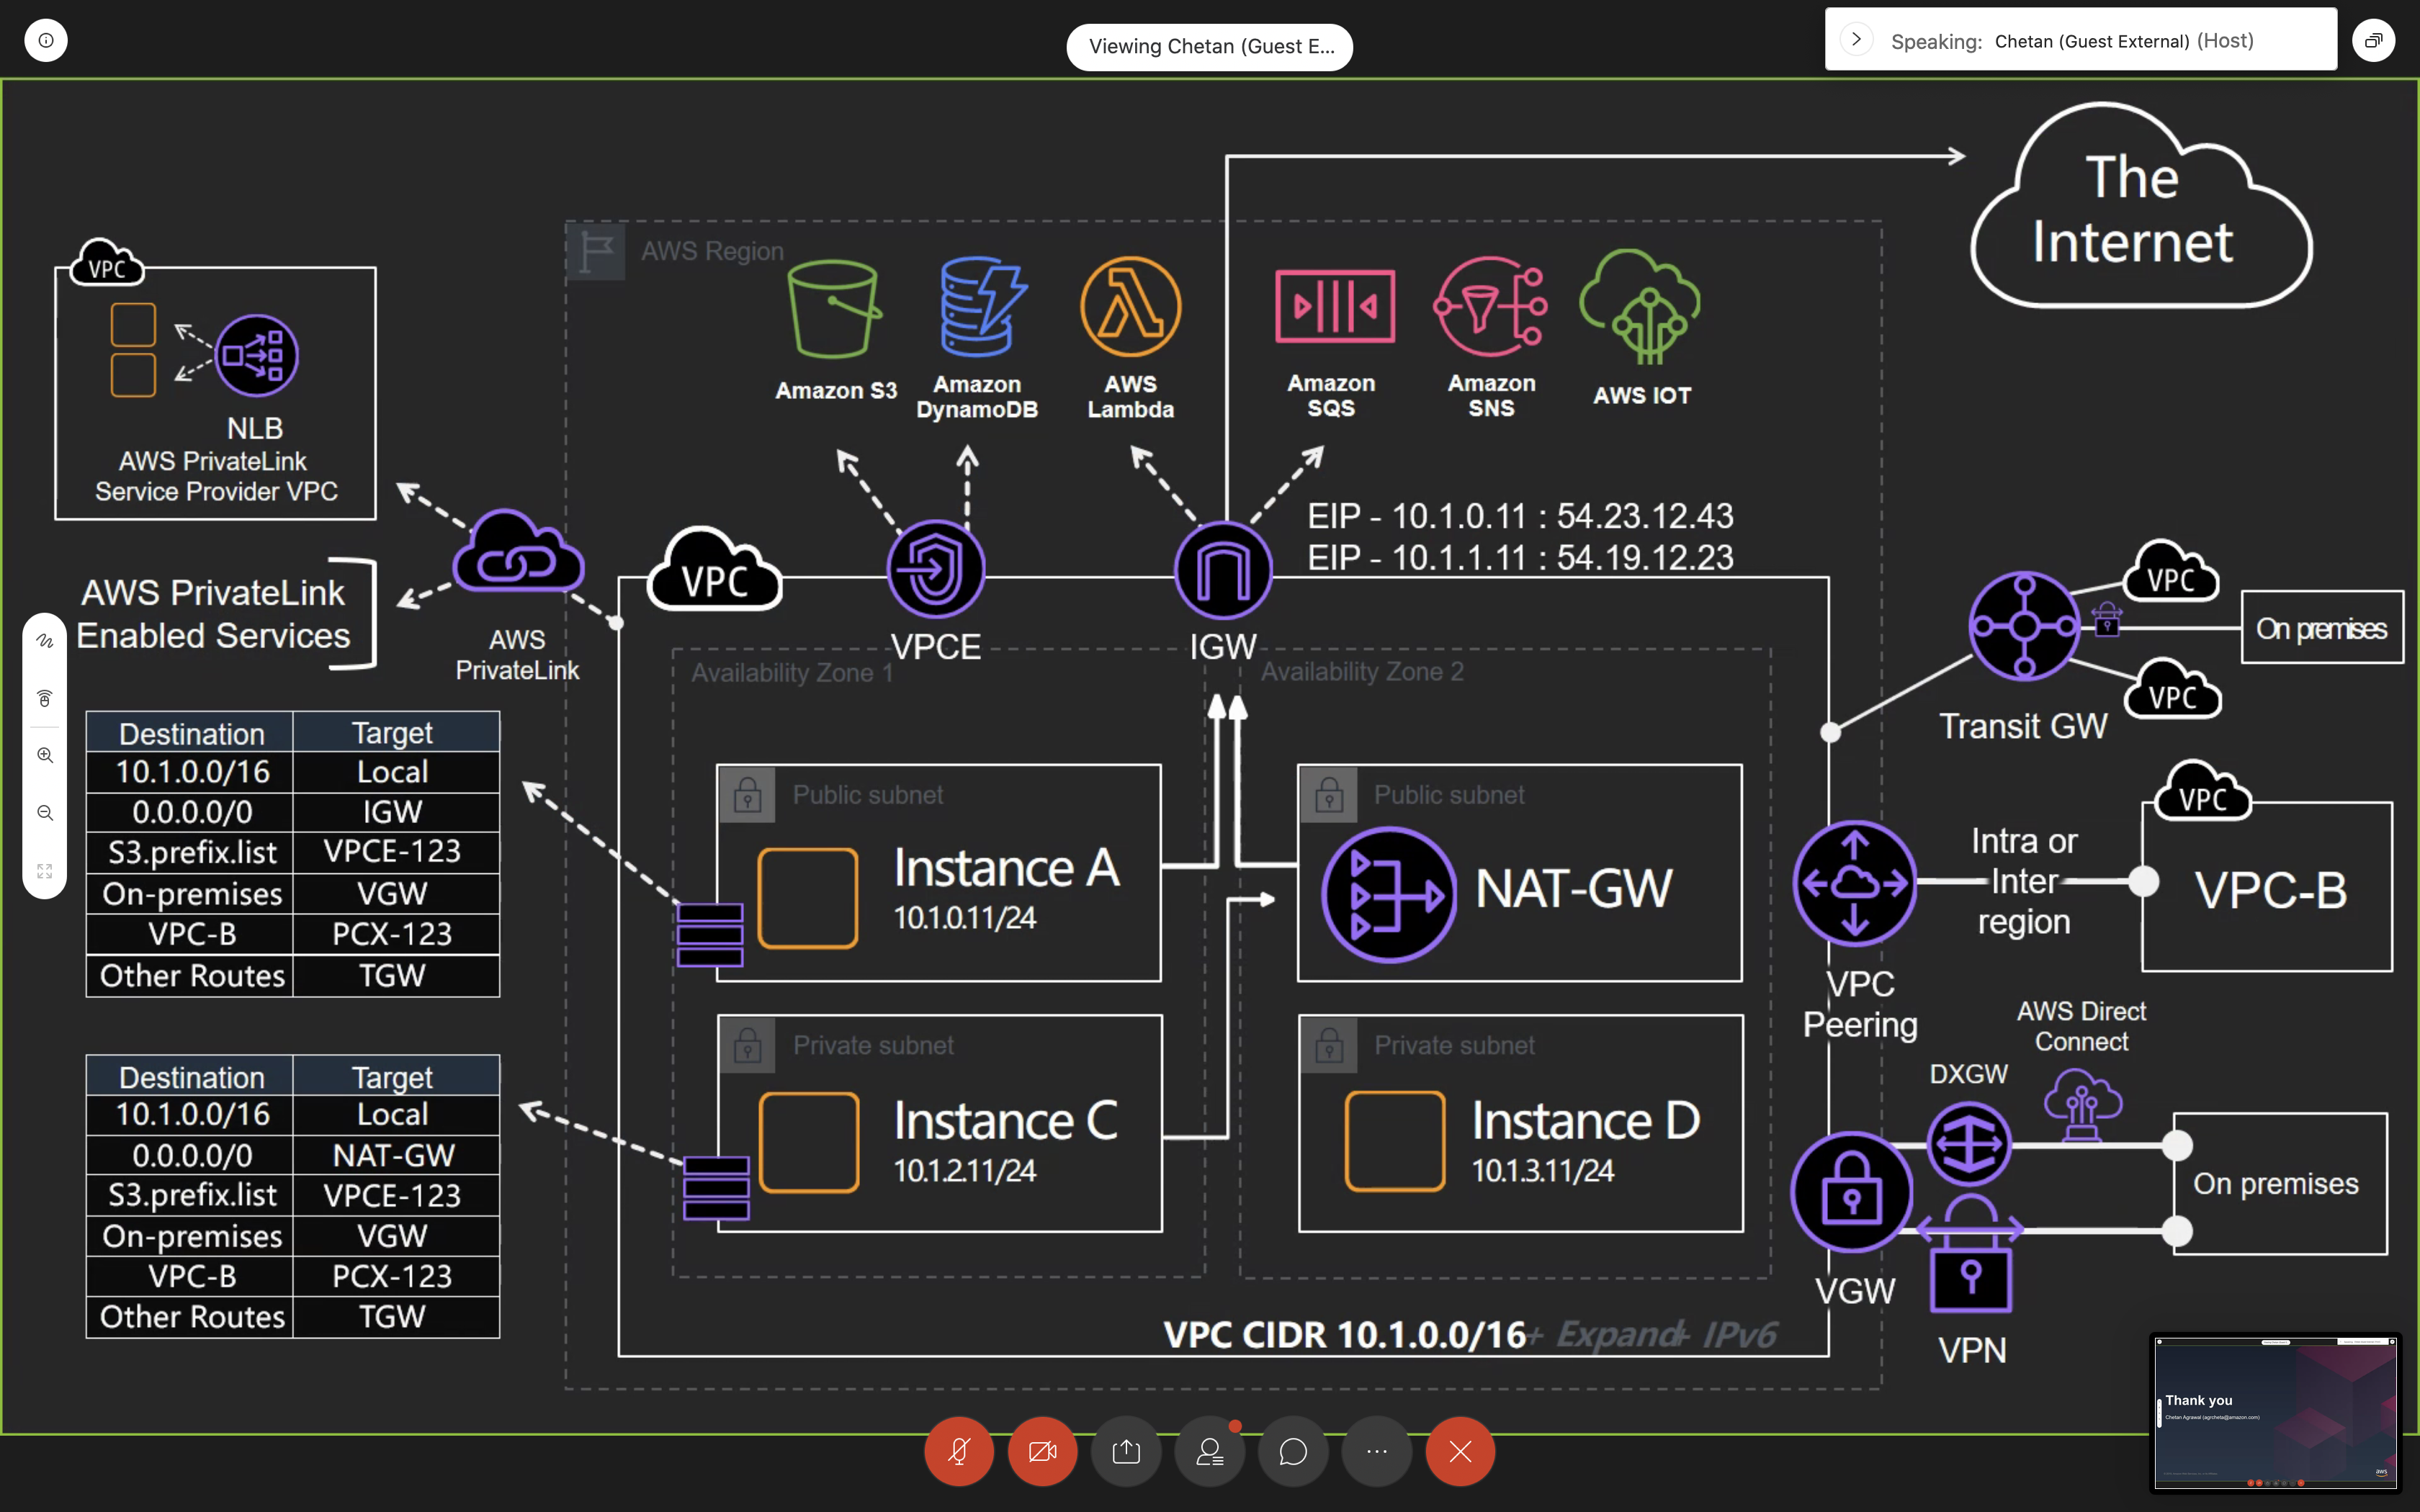 Viewing Chetan (Guest E...
Speaking: Chetan (Guest External) (Host)
The
Internet
AWS Region
VPC
NLB
AWS PrivateLink
Service Provider VPC
Amazon S3
Amazon
DynamoDB
AWS
Lambda
Amazon
SQS
Amazon
SNS
AWS IOT
EIP - 10.1.0.11 : 54.23.12.43
EIP - 10.1.1.11 : 54.19.12.23
AWS PrivateLink
Enabled Services
AWS
PrivateLink
VPC
VPCE
IGW
VPC
On premises
VPC
Transit GW
Availability Zone 1
Availability Zone 2
Destination Target
10.1.0.0/16 Local
0.0.0.0/0 IGW
S3.prefix.list VPCE-123
On-premises VGW
VPC-B PCX-123
Other Routes TGW
Public subnet
Instance A
10.1.0.11/24
Public subnet
NAT-GW
VPC
Peering
Intra or
Inter
region
VPC
VPC-B
Destination Target
10.1.0.0/16 Local
0.0.0.0/0 NAT-GW
S3.prefix.list VPCE-123
On-premises VGW
VPC-B PCX-123
Other Routes TGW
Private subnet
Instance C
10.1.2.11/24
Private subnet
Instance D
10.1.3.11/24
AWS Direct
Connect
DXGW
On premises
VGW
VPN
VPC CIDR 10.1.0.0/16 + Expand + IPv6
Thank you
Chetan Agrawal (agrcheta@amazon.com)
aws